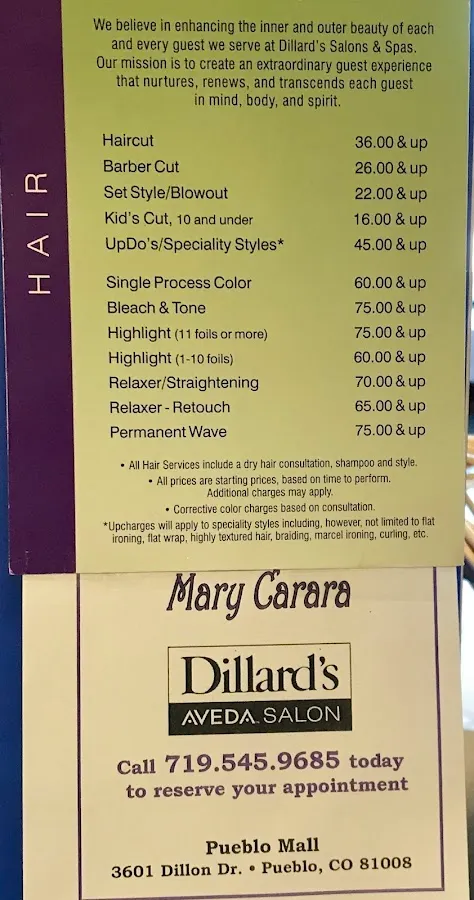 We believe in enhancing the inner and outer beauty of each
and every guest we serve at Dillard's Salons & Spas.
Our mission is to create an extraordinary guest experience
that nurtures, renews, and transcends each guest
in mind, body, and spirit.
HAIR
Haircut 36.00 & up
Barber Cut 26.00 & up
Set Style/Blowout 22.00 & up
Kid's Cut, 10 and under 16.00 & up
UpDo's/Speciality Styles* 45.00 & up
Single Process Color 60.00 & up
Bleach & Tone 75.00 & up
Highlight (11 foils or more) 75.00 & up
Highlight (1-10 foils) 60.00 & up
Relaxer/Straightening 70.00 & up
Relaxer - Retouch 65.00 & up
Permanent Wave 75.00 & up
• All Hair Services include a dry hair consultation, shampoo and style.
• All prices are starting prices, based on time to perform.
Additional charges may apply.
• Corrective color charges based on consultation.
*Upcharges will apply to speciality styles including, however, not limited to flat
ironing, flat wrap, highly textured hair, braiding, marcel ironing, curling, etc.
Mary Carara
Dillard's
AVEDA SALON
Call 719.545.9685 today
to reserve your appointment
Pueblo Mall
3601 Dillon Dr. • Pueblo, CO 81008